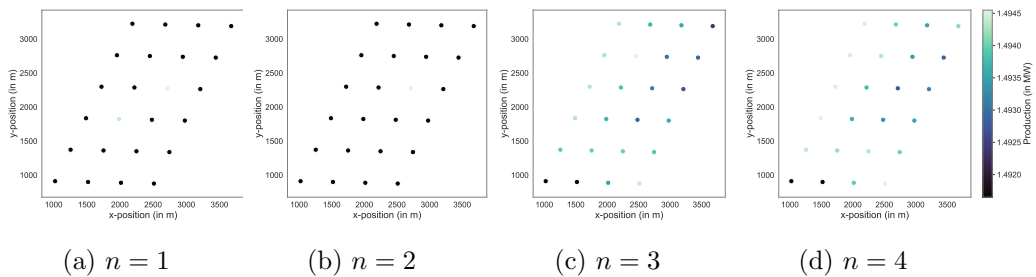 3000
2500
2000
1500
1000
y-position (in m)
1000 1500 2000 2500 3000 3500
x-position (in m)
(a) n = 1
3000
2500
2000
1500
1000
y-position (in m)
1000 1500 2000 2500 3000 3500
x-position (in m)
(b) n = 2
3000
2500
2000
1500
1000
y-position (in m)
1000 1500 2000 2500 3000 3500
x-position (in m)
(c) n = 3
3000
2500
2000
1500
1000
y-position (in m)
1000 1500 2000 2500 3000 3500
x-position (in m)
(d) n = 4
1.4945
1.4940
1.4935
1.4930
1.4925
1.4920
Production (in MW)